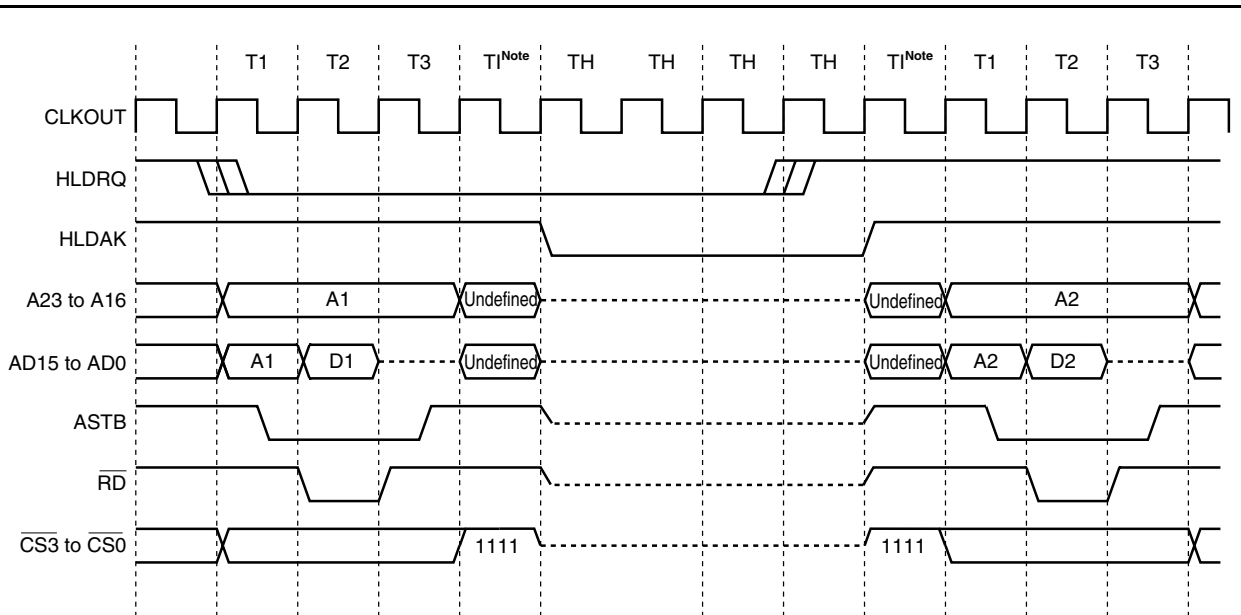 T1 T2 T3 TINote TH TH TH TH TINote T1 T2 T3
CLKOUT
HLDRQ
HLDAK
A23 to A16 A1 Undefined Undefined A2
AD15 to AD0 A1 D1 Undefined Undefined A2 D2
ASTB
RD
CS3 to CS0 1111 1111